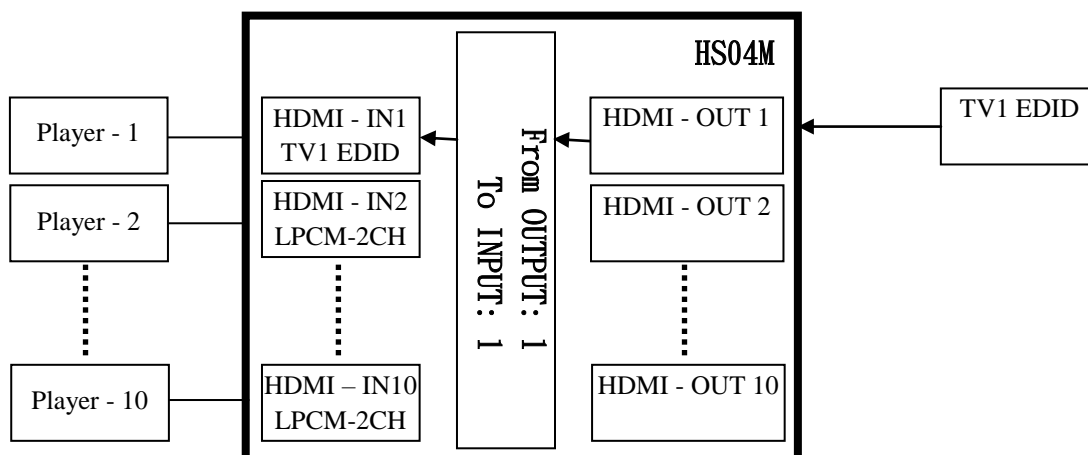 HS04M
Player - 1
HDMI - IN1
TV1 EDID
From OUTPUT: 1
To INPUT: 1
HDMI - OUT 1
TV1 EDID
Player - 2
HDMI - IN2
LPCM-2CH
HDMI - OUT 2
Player - 10
HDMI – IN10
LPCM-2CH
HDMI - OUT 10